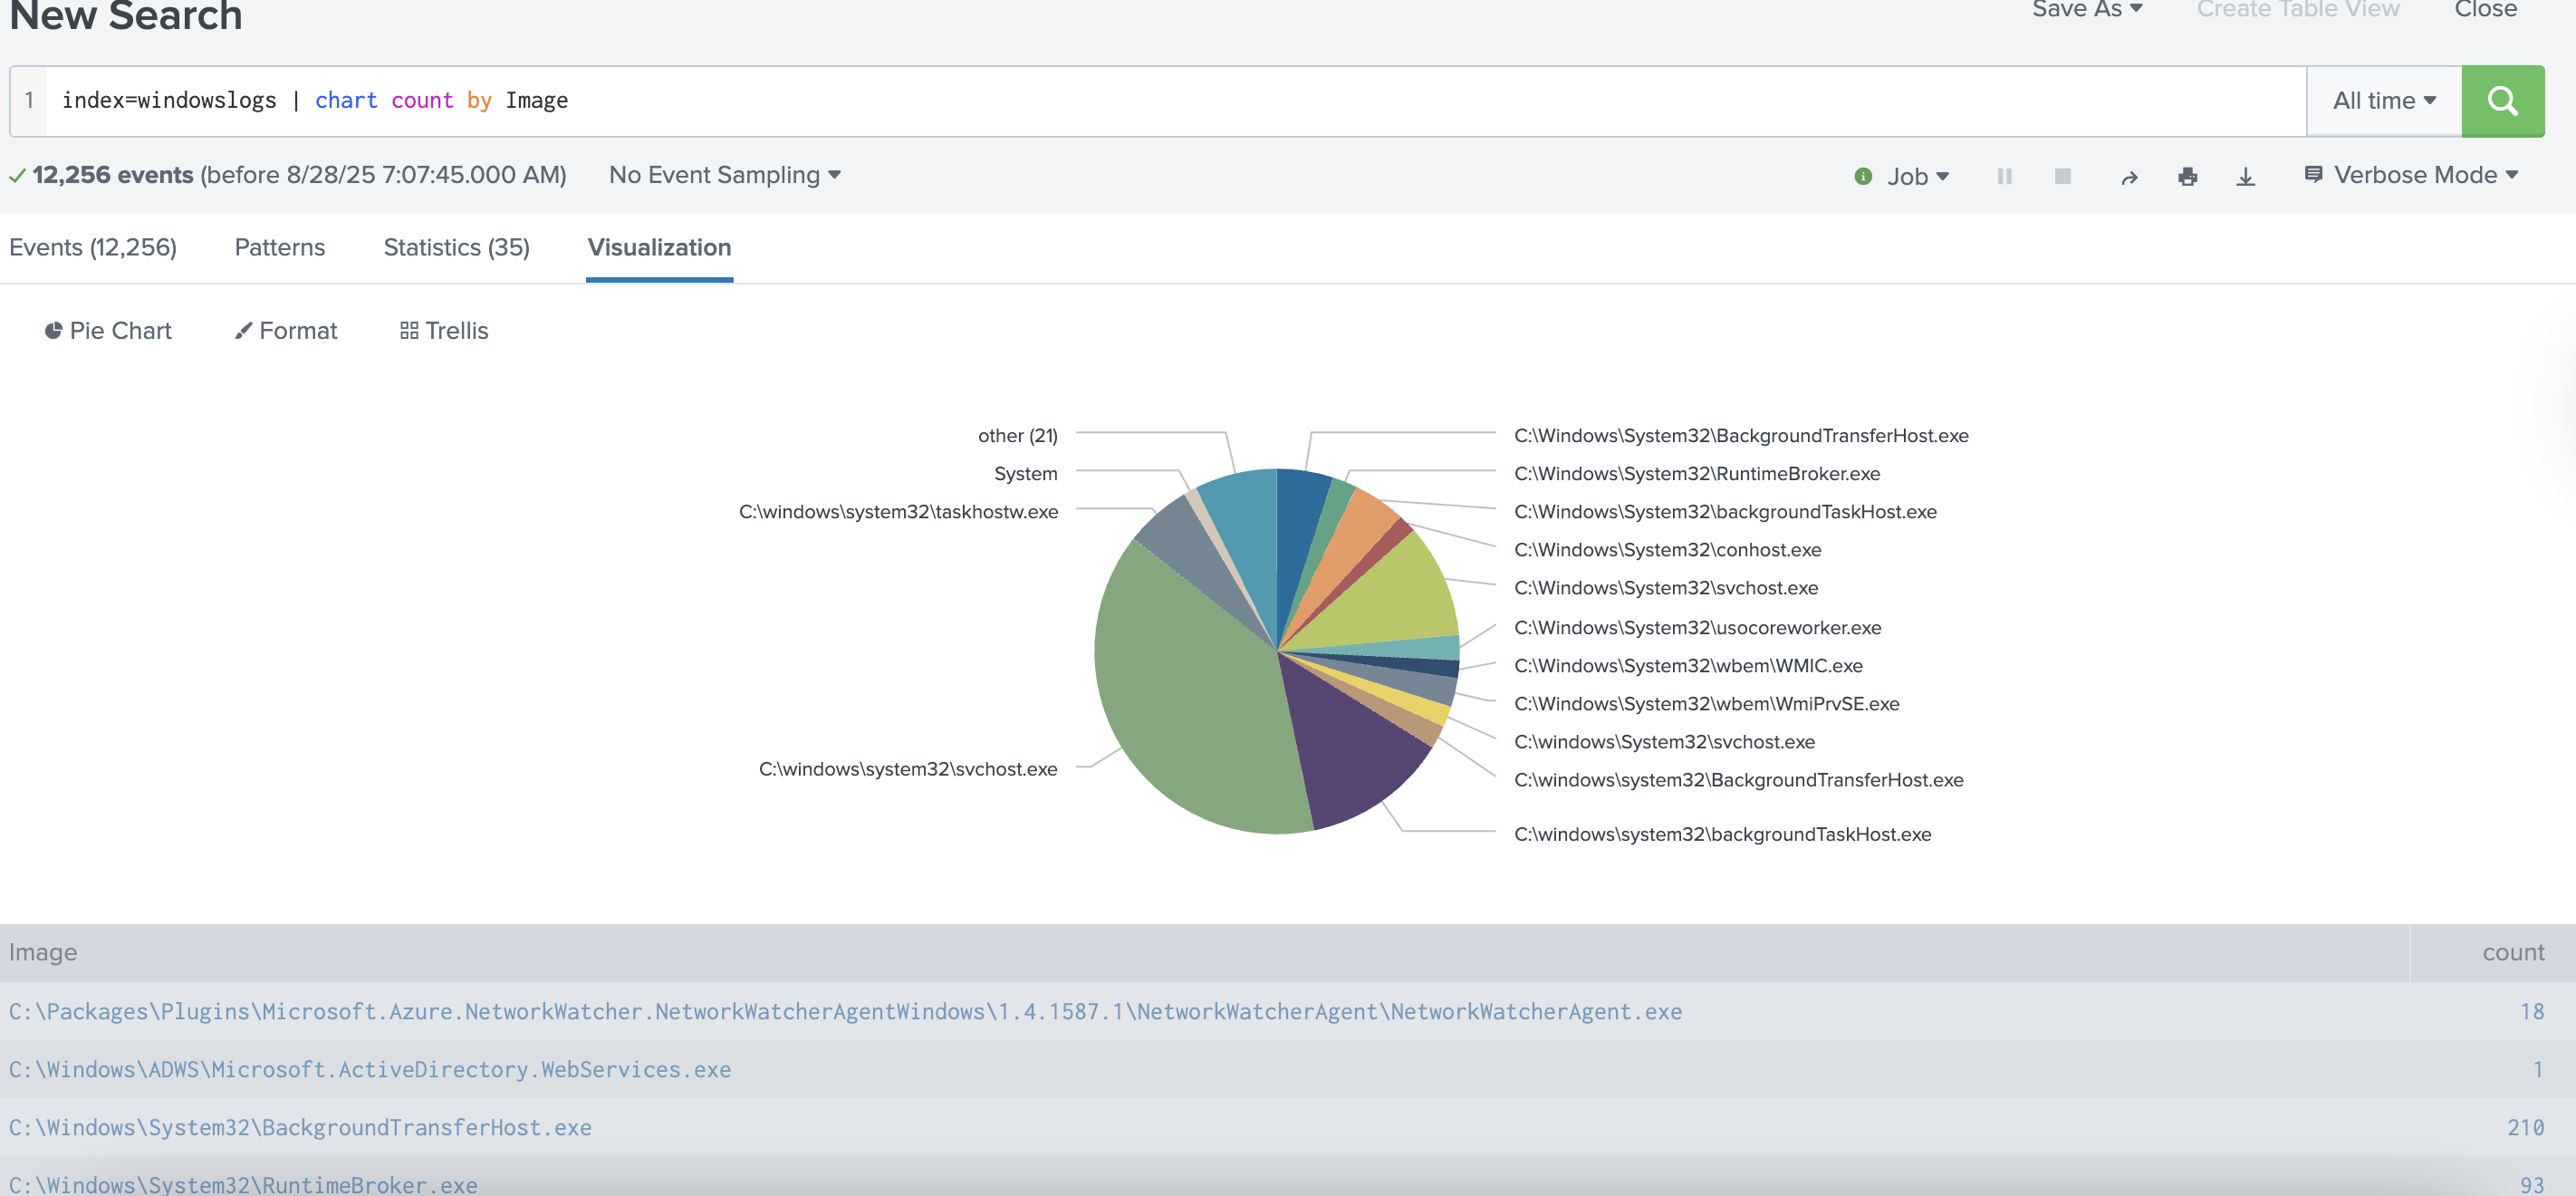 New Search
Save As Create Table View Close
1 index=windowslogs | chart count by Image All time
12,256 events (before 8/28/25 7:07:45.000 AM) No Event Sampling Job Verbose Mode
Events (12,256) Patterns Statistics (35) Visualization
Pie Chart Format Trellis
other (21)
System
C:\windows\system32\taskhostw.exe
C:\windows\system32\svchost.exe
C:\Windows\System32\BackgroundTransferHost.exe
C:\Windows\System32\RuntimeBroker.exe
C:\Windows\System32\backgroundTaskHost.exe
C:\Windows\System32\conhost.exe
C:\Windows\System32\svchost.exe
C:\Windows\System32\usocoreworker.exe
C:\Windows\System32\wbem\WMIC.exe
C:\Windows\System32\wbem\WmiPrvSE.exe
C:\windows\System32\svchost.exe
C:\windows\system32\BackgroundTransferHost.exe
C:\windows\system32\backgroundTaskHost.exe
Image count
C:\Packages\Plugins\Microsoft.Azure.NetworkWatcher.NetworkWatcherAgentWindows\1.4.1587.1\NetworkWatcherAgent\NetworkWatcherAgent.exe 18
C:\Windows\ADWS\Microsoft.ActiveDirectory.WebServices.exe 1
C:\Windows\System32\BackgroundTransferHost.exe 210
C:\Windows\System32\RuntimeBroker.exe 93